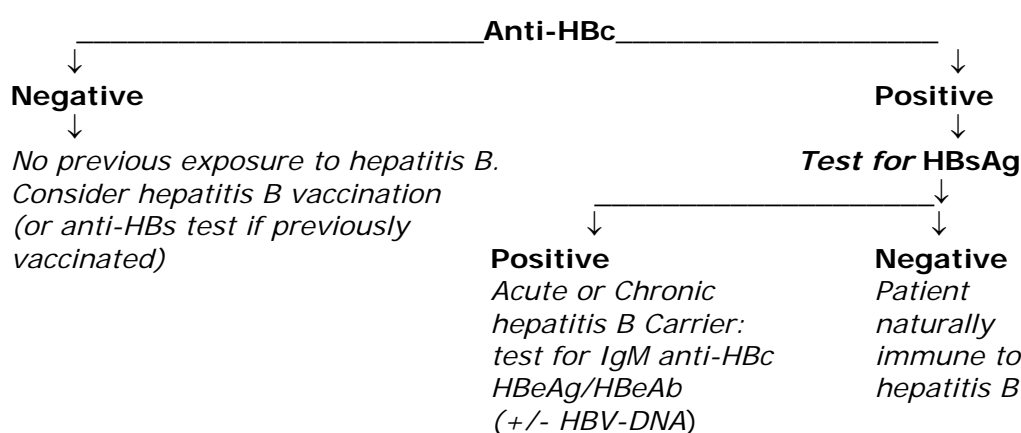 Anti-HBc
Negative
Positive
No previous exposure to hepatitis B.
Consider hepatitis B vaccination
(or anti-HBs test if previously
vaccinated)
Test for HBsAg
Positive
Acute or Chronic
hepatitis B Carrier:
test for IgM anti-HBc
HBeAg/HBeAb
(+/- HBV-DNA)
Negative
Patient
naturally
immune to
hepatitis B